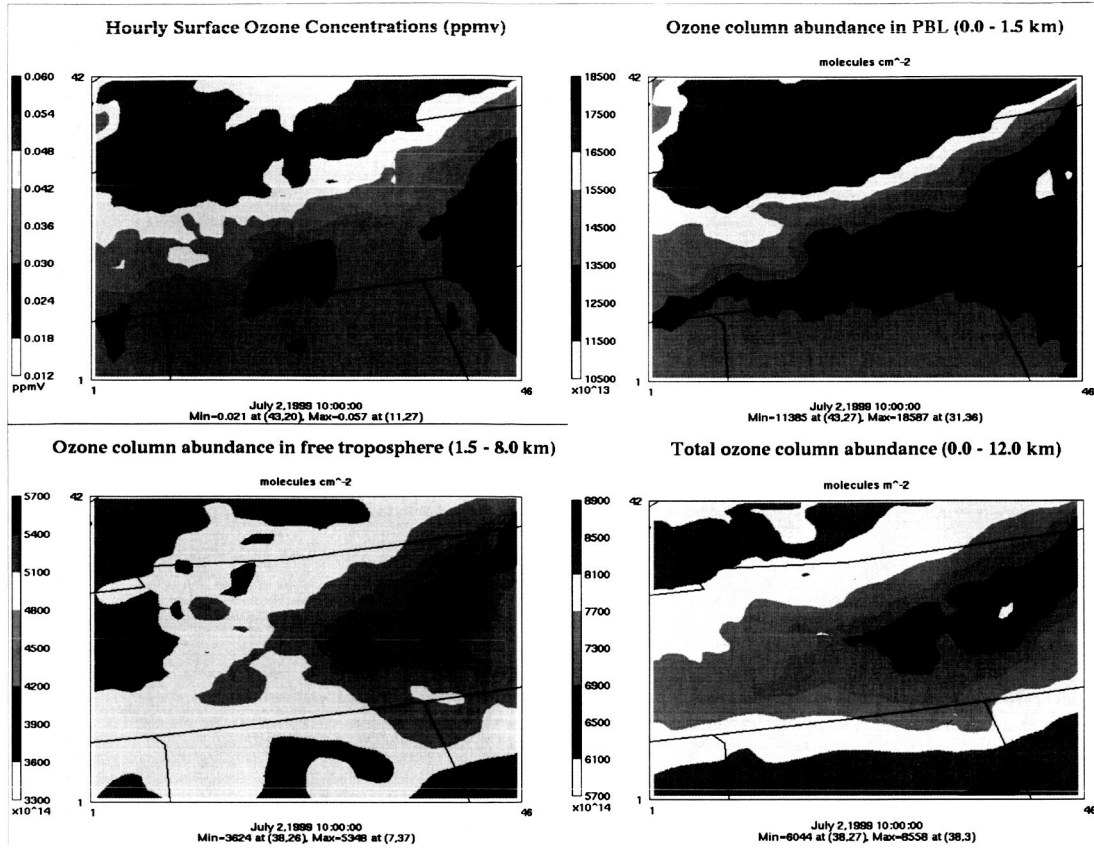 Hourly Surface Ozone Concentrations (ppmv)
0.060
0.054
0.048
0.042
0.036
0.030
0.024
0.018
0.012
ppmV
42
1
1
46
July 2,1999 10:00:00
Min=0.021 at (43,20), Max=0.057 at (11,27)
Ozone column abundance in PBL (0.0 - 1.5 km)
molecules cm^-2
18500
16500
15500
14500
13500
12500
11500
10500
x10^13
42
1
1
46
July 2,1999 10:00:00
Min=11385 at (43,27), Max=18587 at (31,36)
Ozone column abundance in free troposphere (1.5 - 8.0 km)
molecules cm^-2
5700
5400
5100
4800
4500
4200
3900
3600
3300
x10^14
42
1
1
46
July 2,1999 10:00:00
Min=3624 at (38,26), Max=5348 at (7,37)
Total ozone column abundance (0.0 - 12.0 km)
molecules m^-2
8900
8100
7700
7300
6900
6500
6100
5700
x10^14
42
1
1
46
July 2,1999 10:00:00
Min=6044 at (38,27), Max=8558 at (38,3)